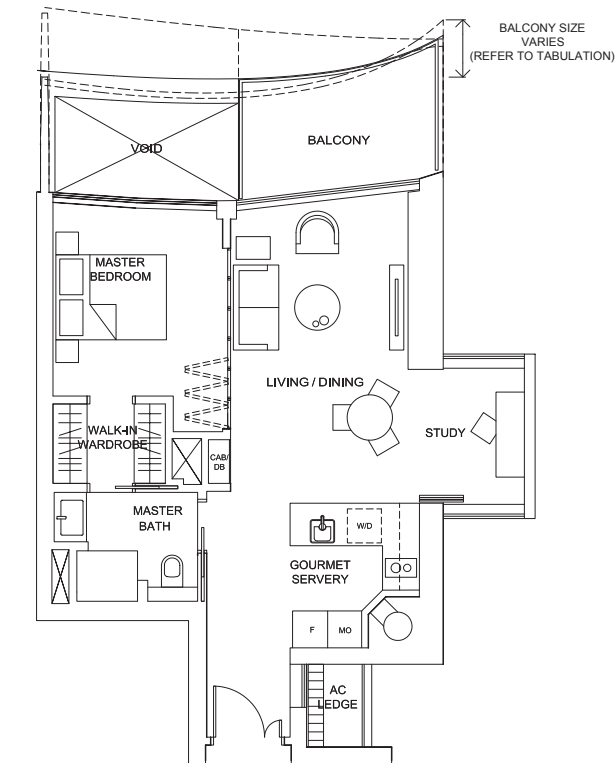 BALCONY SIZE
VARIES
(REFER TO TABULATION)
VOID
BALCONY
MASTER
BEDROOM
LIVING / DINING
WALK-IN
WARDROBE
CAB/
DB
STUDY
MASTER
BATH
W/D
GOURMET
SERVERY
F
MO
AC
LEDGE